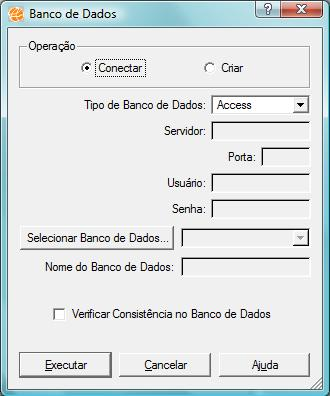 Banco de Dados
Operação
Conectar
Criar
Tipo de Banco de Dados: Access
Servidor:
Porta:
Usuário:
Senha:
Selecionar Banco de Dados...
Nome do Banco de Dados:
Verificar Consistência no Banco de Dados
Executar
Cancelar
Ajuda